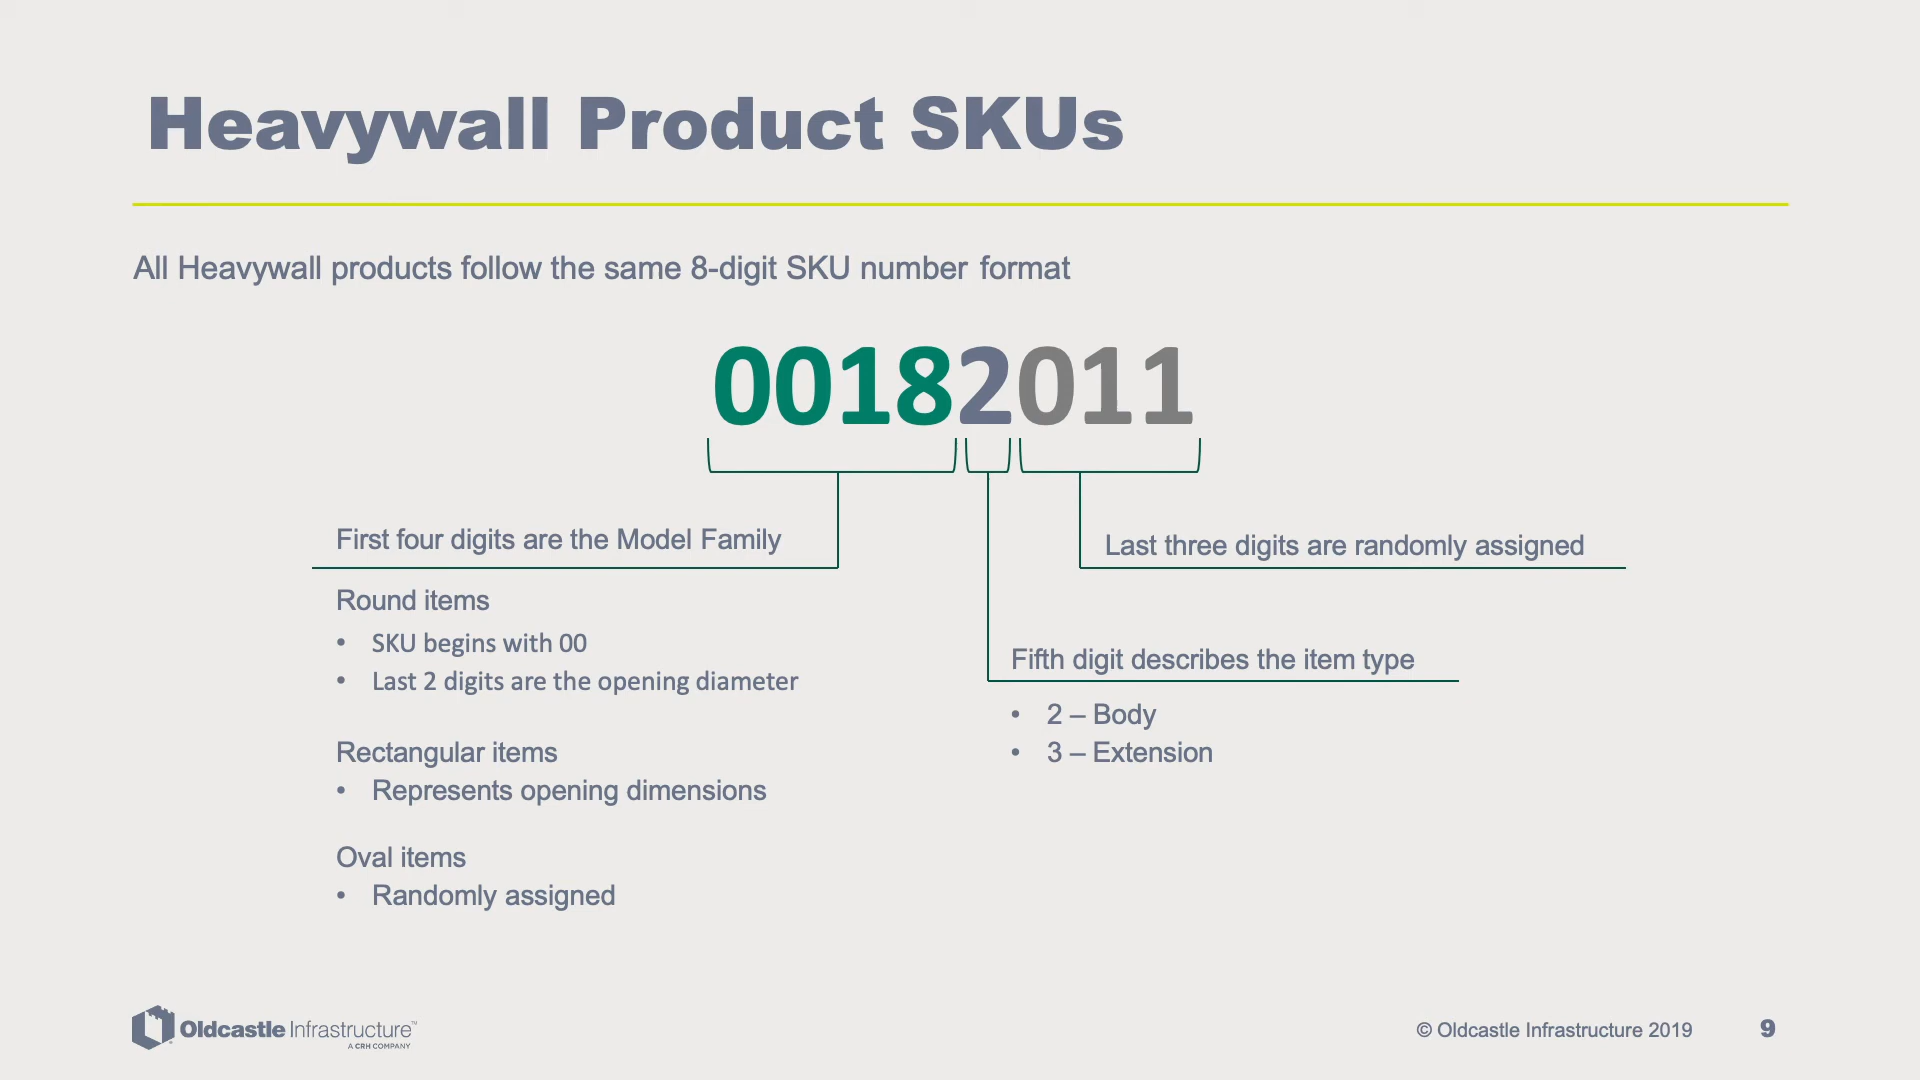 Heavywall Product SKUs
All Heavywall products follow the same 8-digit SKU number format
00182011
First four digits are the Model Family
Round items
• SKU begins with 00
• Last 2 digits are the opening diameter
Rectangular items
• Represents opening dimensions
Oval items
• Randomly assigned
Last three digits are randomly assigned
Fifth digit describes the item type
• 2 – Body
• 3 – Extension
Oldcastle Infrastructure™
A CRH COMPANY
© Oldcastle Infrastructure 2019
9